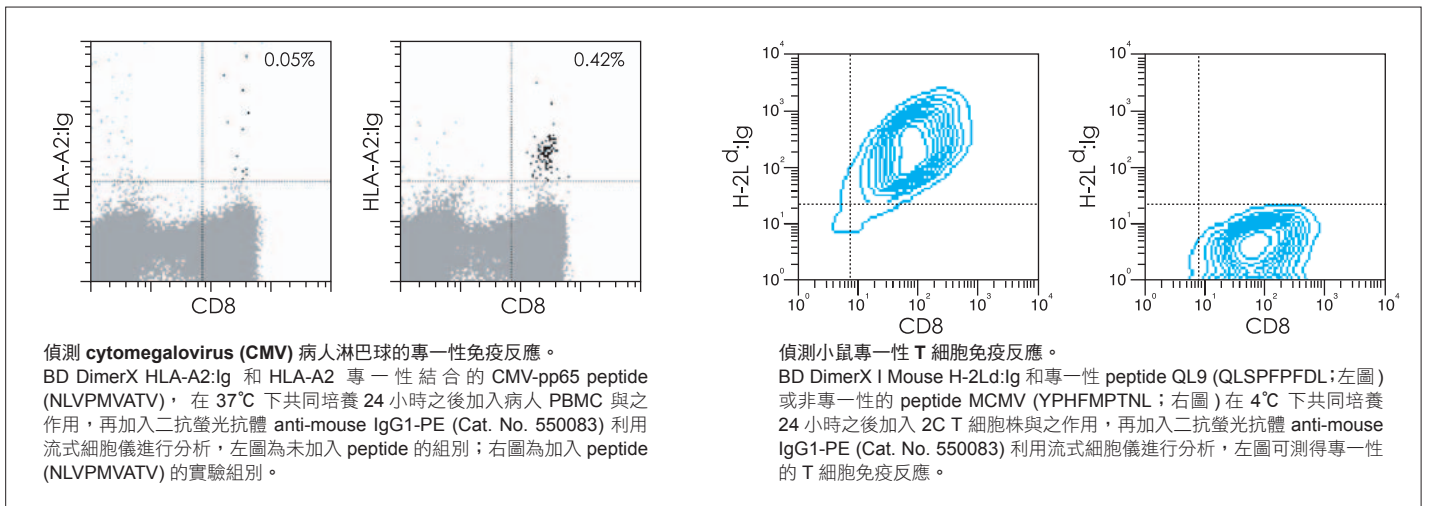 0.05%
HLA-A2:Ig
CD8
0.42%
HLA-A2:Ig
CD8
偵測 cytomegalovirus (CMV) 病人淋巴球的專一性免疫反應。
BD DimerX HLA-A2:Ig 和 HLA-A2 專一性結合的 CMV-pp65 peptide
(NLVPMVATV)，在 37℃ 下共同培養 24 小時之後加入病人 PBMC 與之
作用，再加入二抗螢光抗體 anti-mouse IgG1-PE (Cat. No. 550083) 利用
流式細胞儀進行分析，左圖為未加入 peptide 的組別；右圖為加入 peptide
(NLVPMVATV) 的實驗組別。
10⁴
10³
10²
10¹
10⁰
H-2L d:Ig
10⁰ 10¹ 10² 10³ 10⁴
CD8
10⁴
10³
10²
10¹
10⁰
H-2L d:Ig
10⁰ 10¹ 10² 10³ 10⁴
CD8
偵測小鼠專一性 T 細胞免疫反應。
BD DimerX I Mouse H-2Ld:Ig 和專一性 peptide QL9 (QLSPFPFDL；左圖)
或非專一性的 peptide MCMV (YPHFMPTNL；右圖) 在 4℃ 下共同培養
24 小時之後加入 2C T 細胞株與之作用，再加入二抗螢光抗體 anti-mouse
IgG1-PE (Cat. No. 550083) 利用流式細胞儀進行分析，左圖可測得專一性
的 T 細胞免疫反應。